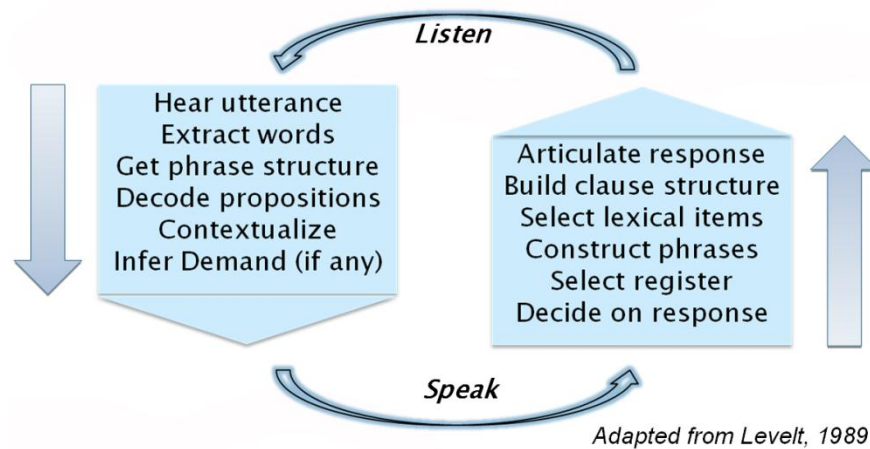 Listen
Hear utterance
Extract words
Get phrase structure
Decode propositions
Contextualize
Infer Demand (if any)
Articulate response
Build clause structure
Select lexical items
Construct phrases
Select register
Decide on response
Speak
Adapted from Levelt, 1989